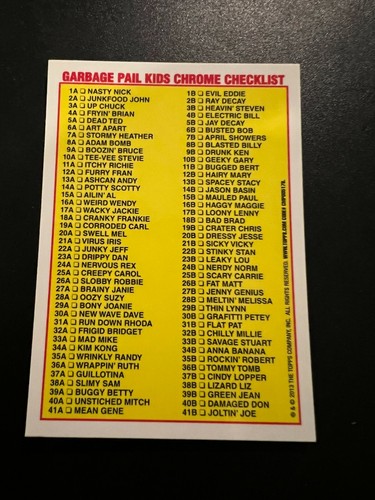 GARBAGE PAIL KIDS CHROME CHECKLIST
1A ☐ NASTY NICK
2A ☐ JUNKFOOD JOHN
3A ☐ UP CHUCK
4A ☐ FRYIN' BRIAN
5A ☐ DEAD TED
6A ☐ ART APART
7A ☐ STORMY HEATHER
8A ☐ ADAM BOMB
9A ☐ BOOZIN' BRUCE
10A ☐ TEE-VEE STEVIE
11A ☐ ITCHY RICHIE
12A ☐ FURRY FRAN
13A ☐ ASHCAN ANDY
14A ☐ POTTY SCOTTY
15A ☐ AILIN' AL
16A ☐ WEIRD WENDY
17A ☐ WACKY JACKIE
18A ☐ CRANKY FRANKIE
19A ☐ CORRODED CARL
20A ☐ SWELL MEL
21A ☐ VIRUS IRIS
22A ☐ JUNKY JEFF
23A ☐ DRIPPY DAN
24A ☐ NERVOUS REX
25A ☐ CREEPY CAROL
26A ☐ SLOBBY ROBBIE
27A ☐ BRAINY JANIE
28A ☐ OOZY SUZY
29A ☐ BONY JOANIE
30A ☐ NEW WAVE DAVE
31A ☐ RUN DOWN RHODA
32A ☐ FRIGID BRIDGET
33A ☐ MAD MIKE
34A ☐ KIM KONG
35A ☐ WRINKLY RANDY
36A ☐ WRAPPIN' RUTH
37A ☐ GUILLOTINA
38A ☐ SLIMY SAM
39A ☐ BUGGY BETTY
40A ☐ UNSTICHED MITCH
41A ☐ MEAN GENE
1B ☐ EVIL EDDIE
2B ☐ RAY DECAY
3B ☐ HEAVIN' STEVEN
4B ☐ ELECTRIC BILL
5B ☐ JAY DECAY
6B ☐ BUSTED BOB
7B ☐ APRIL SHOWERS
8B ☐ BLASTED BILLY
9B ☐ DRUNK KEN
10B ☐ GEEKY GARY
11B ☐ BUGGED BERT
12B ☐ HAIRY MARY
13B ☐ SPACEY STACY
14B ☐ JASON BASIN
15B ☐ MAULED PAUL
16B ☐ HAGGY MAGGIE
17B ☐ LOONY LENNY
18B ☐ BAD BRAD
19B ☐ CRATER CHRIS
20B ☐ DRESSY JESSE
21B ☐ SICKY VICKY
22B ☐ STINKY STAN
23B ☐ LEAKY LOU
24B ☐ NERDY NORM
25B ☐ SCARY CARRIE
26B ☐ FAT MATT
27B ☐ JENNY GENIUS
28B ☐ MELTIN' MELISSA
29B ☐ THIN LYNN
30B ☐ GRAFITTI PETEY
31B ☐ FLAT PAT
32B ☐ CHILLY MILLIE
33B ☐ SAVAGE STUART
34B ☐ ANNA BANANA
35B ☐ ROCKIN' ROBERT
36B ☐ TOMMY TOMB
37B ☐ CINDY LOPPER
38B ☐ LIZARD LIZ
39B ☐ GREEN JEAN
40B ☐ DAMAGED DON
41B ☐ JOLTIN' JOE
® & © 2013 THE TOPPS COMPANY, INC. ALL RIGHTS RESERVED. WWW.TOPPS.COM